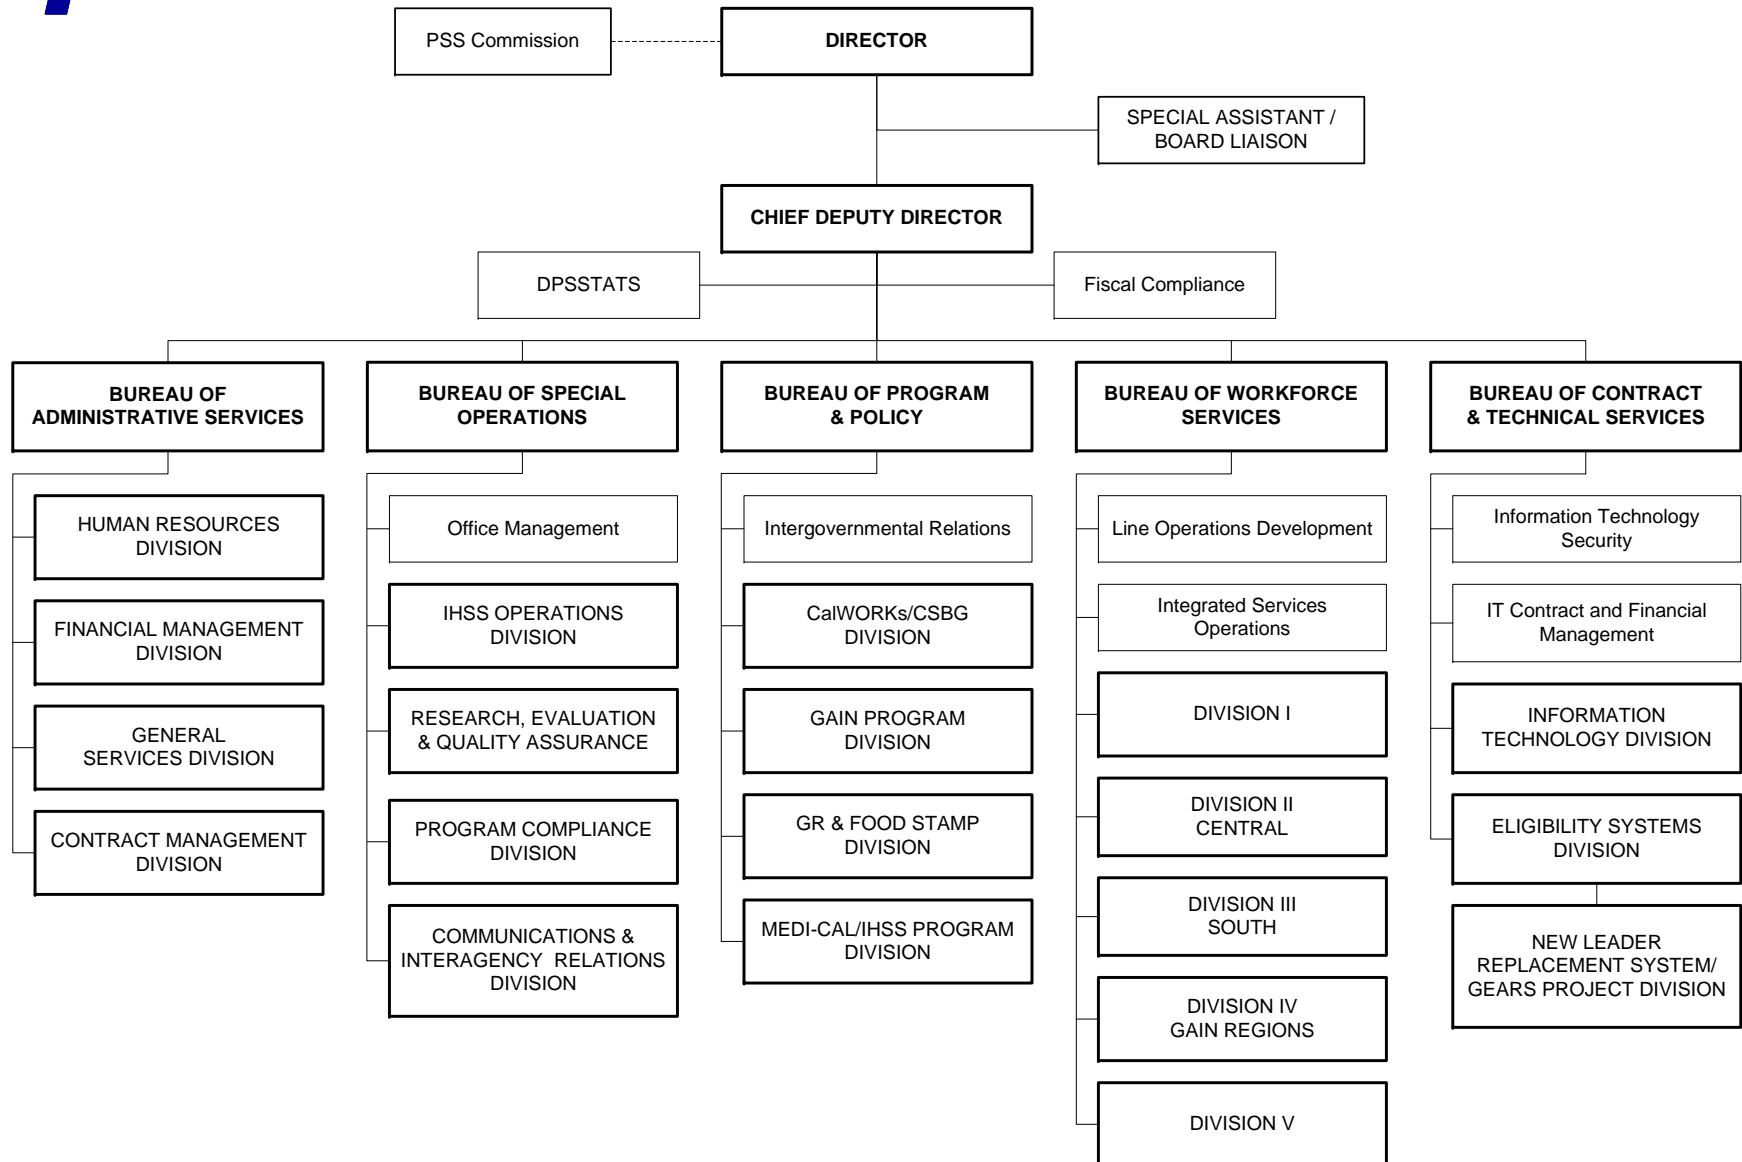 PSS Commission
DIRECTOR
SPECIAL ASSISTANT /
BOARD LIAISON
CHIEF DEPUTY DIRECTOR
DPSSTATS
Fiscal Compliance
BUREAU OF
ADMINISTRATIVE SERVICES
HUMAN RESOURCES
DIVISION
FINANCIAL MANAGEMENT
DIVISION
GENERAL
SERVICES DIVISION
CONTRACT MANAGEMENT
DIVISION
BUREAU OF SPECIAL
OPERATIONS
Office Management
IHSS OPERATIONS
DIVISION
RESEARCH, EVALUATION
& QUALITY ASSURANCE
PROGRAM COMPLIANCE
DIVISION
COMMUNICATIONS &
INTERAGENCY RELATIONS
DIVISION
BUREAU OF PROGRAM
& POLICY
Intergovernmental Relations
CalWORKs/CSBG
DIVISION
GAIN PROGRAM
DIVISION
GR & FOOD STAMP
DIVISION
MEDI-CAL/IHSS PROGRAM
DIVISION
BUREAU OF WORKFORCE
SERVICES
Line Operations Development
Integrated Services
Operations
DIVISION I
DIVISION II
CENTRAL
DIVISION III
SOUTH
DIVISION IV
GAIN REGIONS
DIVISION V
BUREAU OF CONTRACT
& TECHNICAL SERVICES
Information Technology
Security
IT Contract and Financial
Management
INFORMATION
TECHNOLOGY DIVISION
ELIGIBILITY SYSTEMS
DIVISION
NEW LEADER
REPLACEMENT SYSTEM/
GEARS PROJECT DIVISION